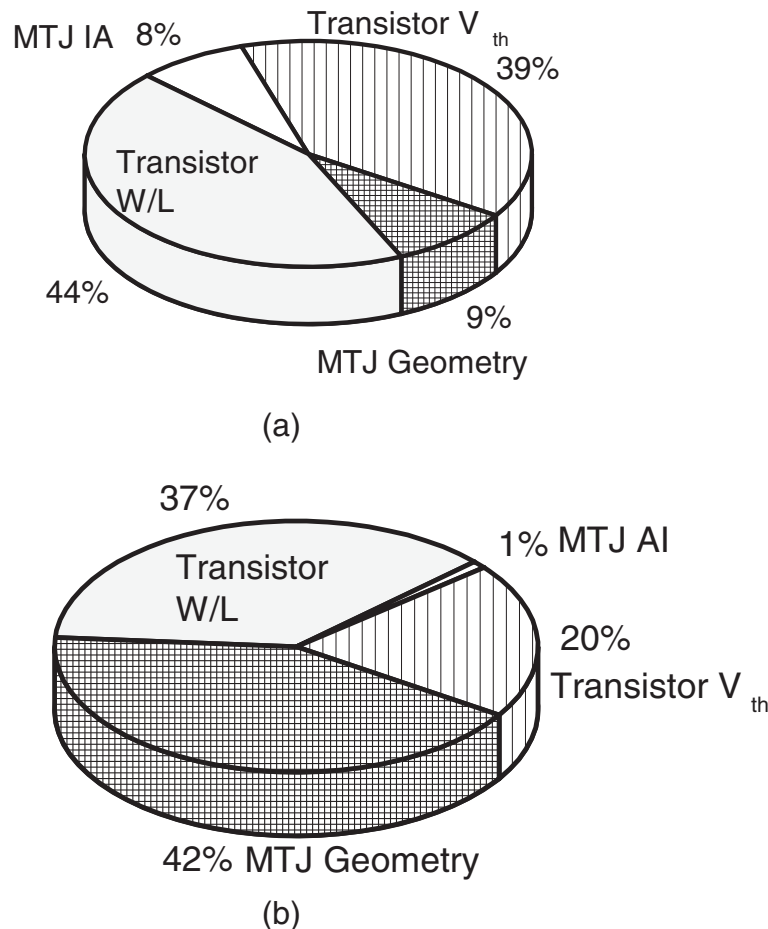 MTJ IA 8%
Transistor V th
39%
Transistor
W/L
44%
9%
MTJ Geometry
(a)
37%
1% MTJ AI
Transistor
W/L
20%
Transistor V th
42% MTJ Geometry
(b)